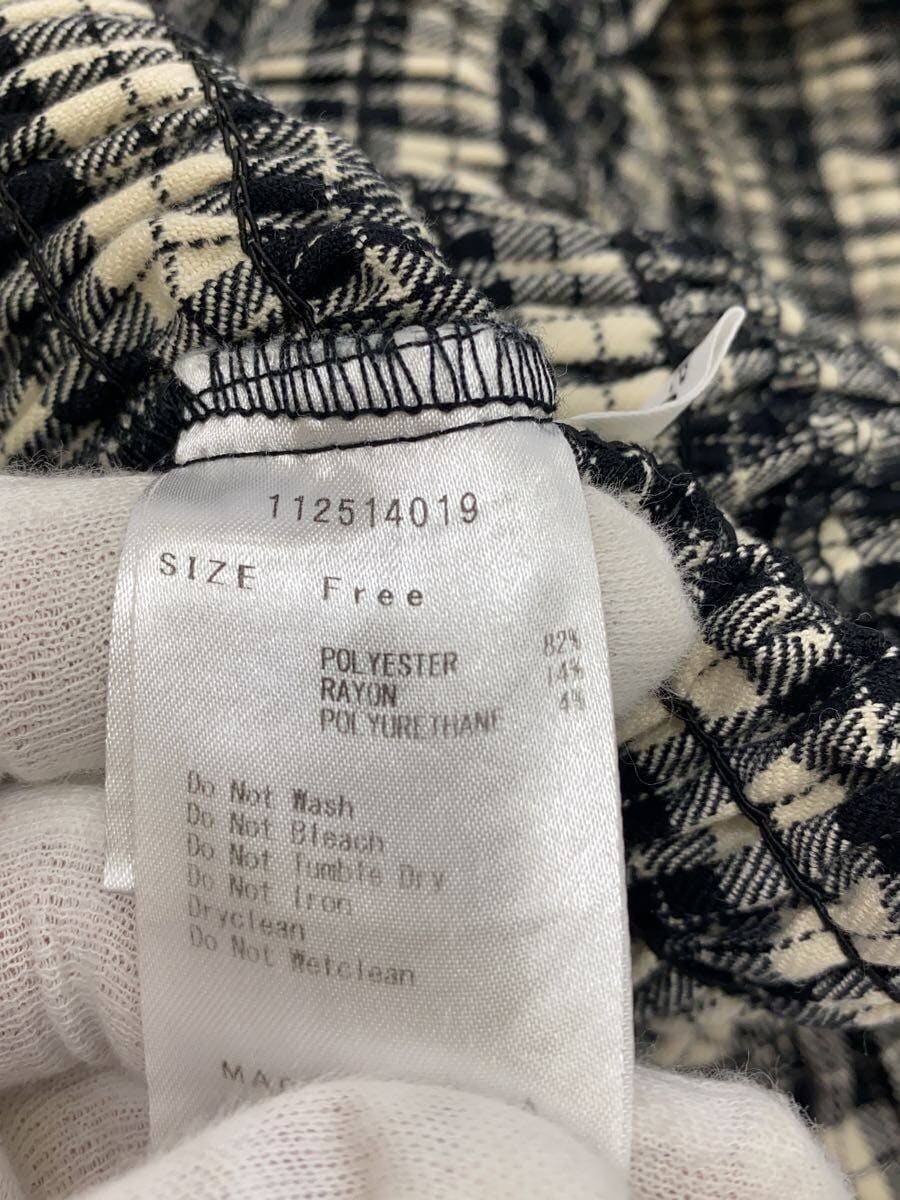 112514019
SIZE Free
POLYESTER 82%
RAYON 14%
POLYURETHANE 4%
Do Not Wash
Do Not Bleach
Do Not Tumble Dry
Do Not Iron
Dryclean
Do Not Wetclean